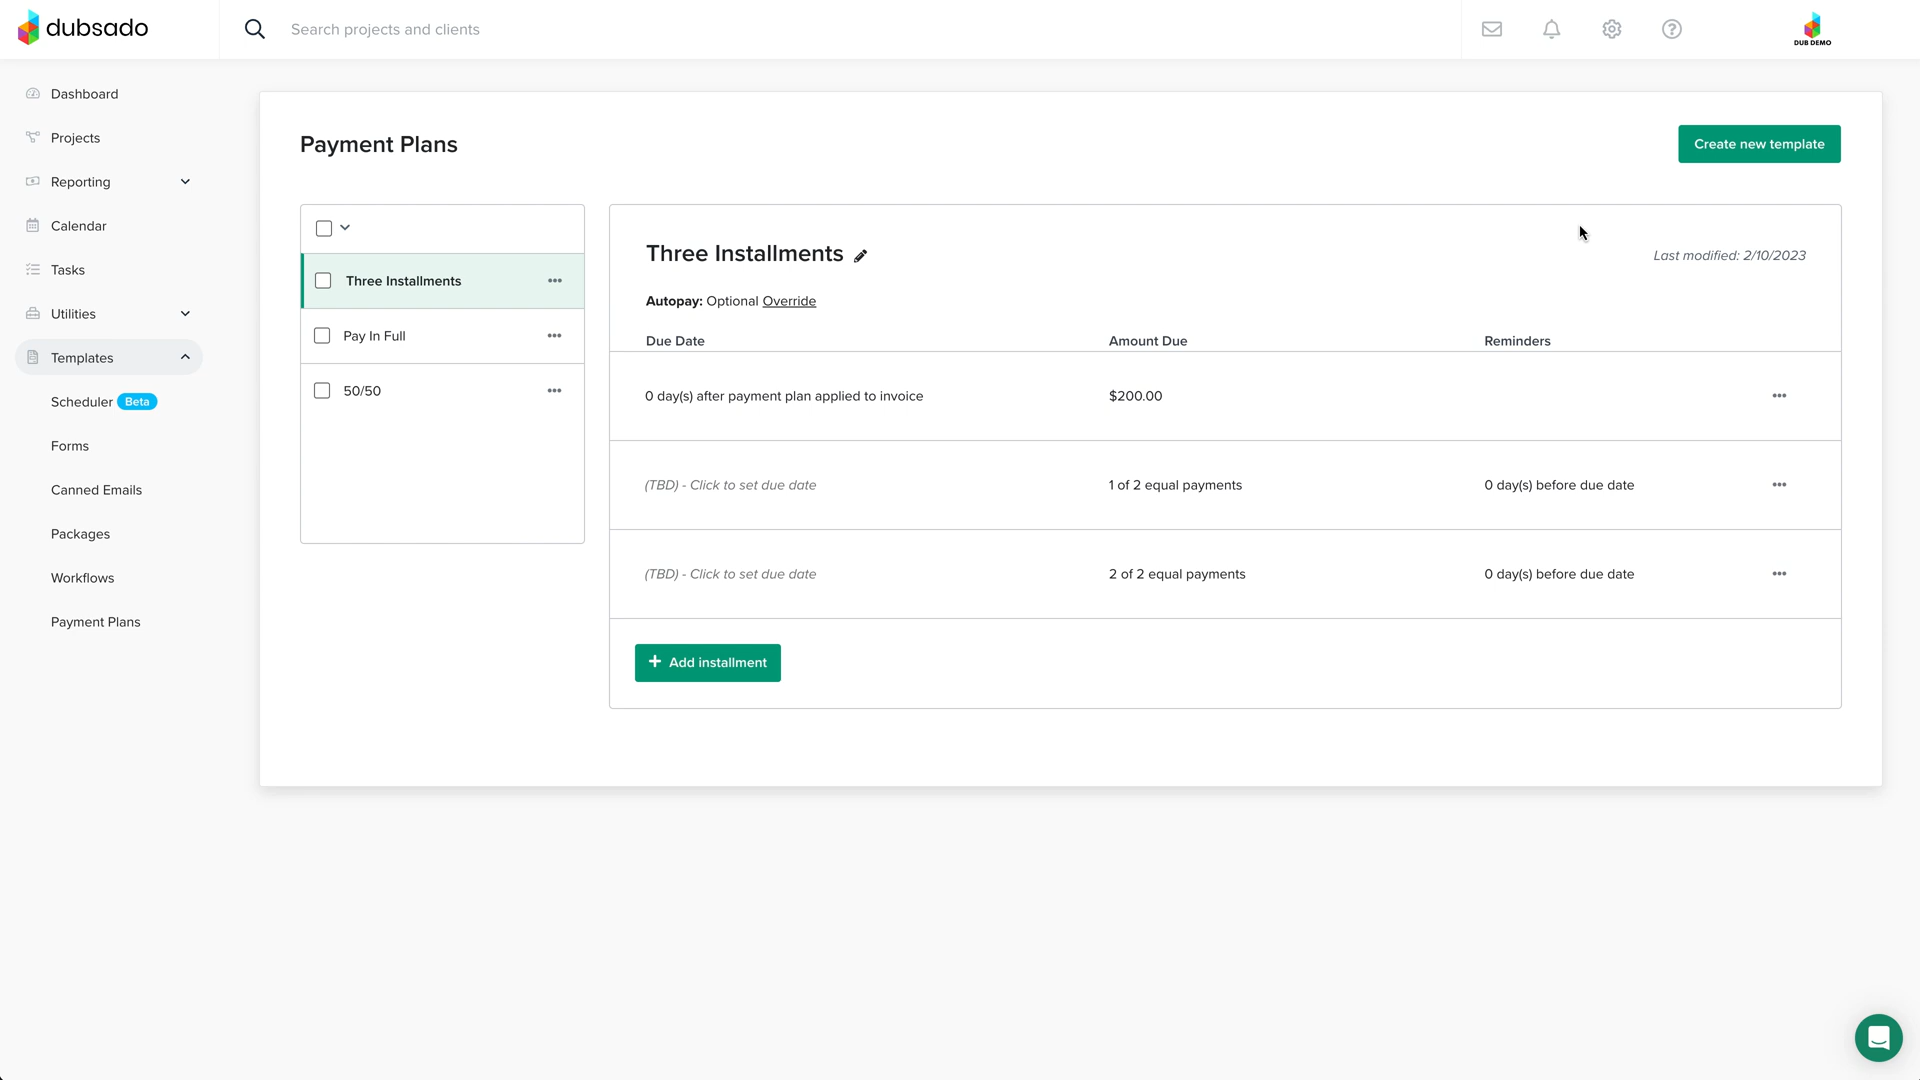 dubsado
Search projects and clients
DUB DEMO
Dashboard
Projects
Reporting
Calendar
Tasks
Utilities
Templates
Scheduler Beta
Forms
Canned Emails
Packages
Workflows
Payment Plans
Payment Plans
Create new template
Three Installments
Pay In Full
50/50
Three Installments
Last modified: 2/10/2023
Autopay: Optional Override
Due Date Amount Due Reminders
0 day(s) after payment plan applied to invoice $200.00
(TBD) - Click to set due date 1 of 2 equal payments 0 day(s) before due date
(TBD) - Click to set due date 2 of 2 equal payments 0 day(s) before due date
+ Add installment